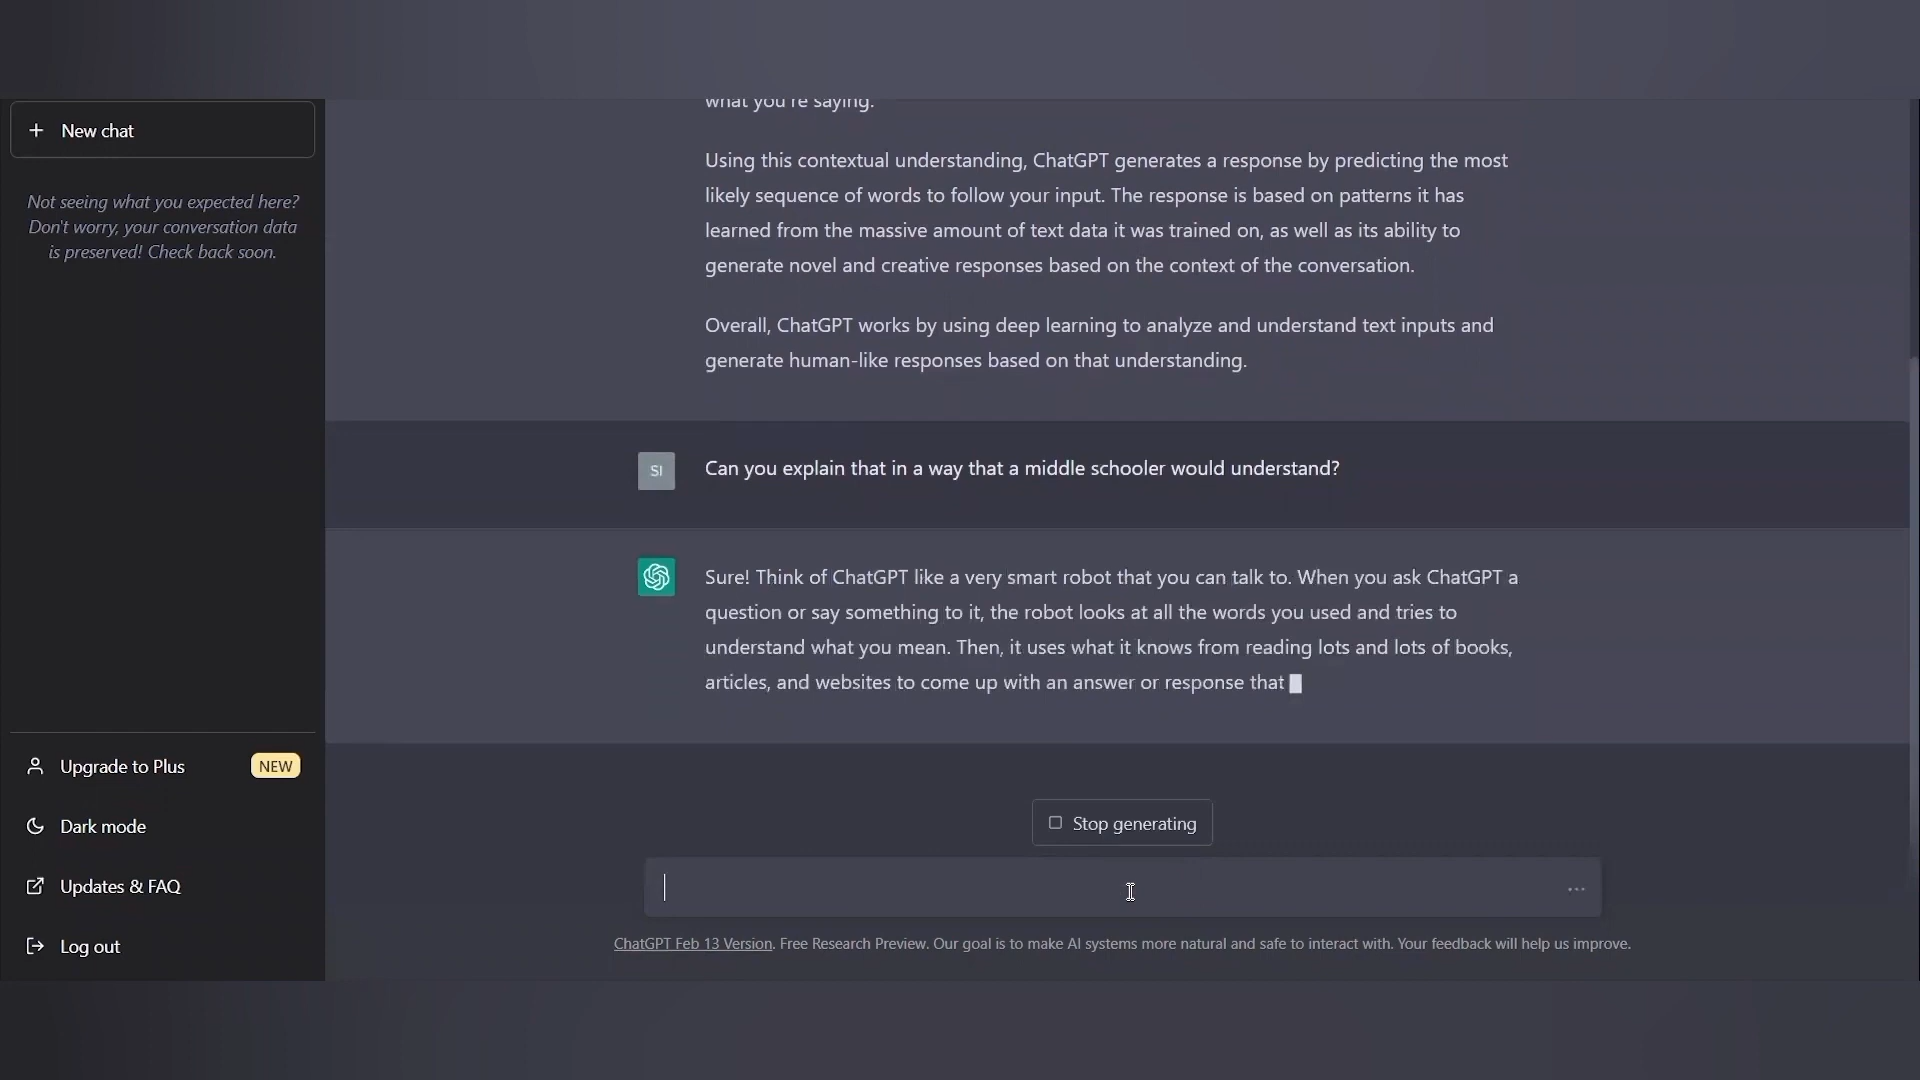 New chat
Not seeing what you expected here?
Don't worry, your conversation data
is preserved! Check back soon.
Upgrade to Plus
NEW
Dark mode
Updates & FAQ
Log out
what you're saying.
Using this contextual understanding, ChatGPT generates a response by predicting the most
likely sequence of words to follow your input. The response is based on patterns it has
learned from the massive amount of text data it was trained on, as well as its ability to
generate novel and creative responses based on the context of the conversation.
Overall, ChatGPT works by using deep learning to analyze and understand text inputs and
generate human-like responses based on that understanding.
SI
Can you explain that in a way that a middle schooler would understand?
Sure! Think of ChatGPT like a very smart robot that you can talk to. When you ask ChatGPT a
question or say something to it, the robot looks at all the words you used and tries to
understand what you mean. Then, it uses what it knows from reading lots and lots of books,
articles, and websites to come up with an answer or response that
Stop generating
ChatGPT Feb 13 Version. Free Research Preview. Our goal is to make AI systems more natural and safe to interact with. Your feedback will help us improve.